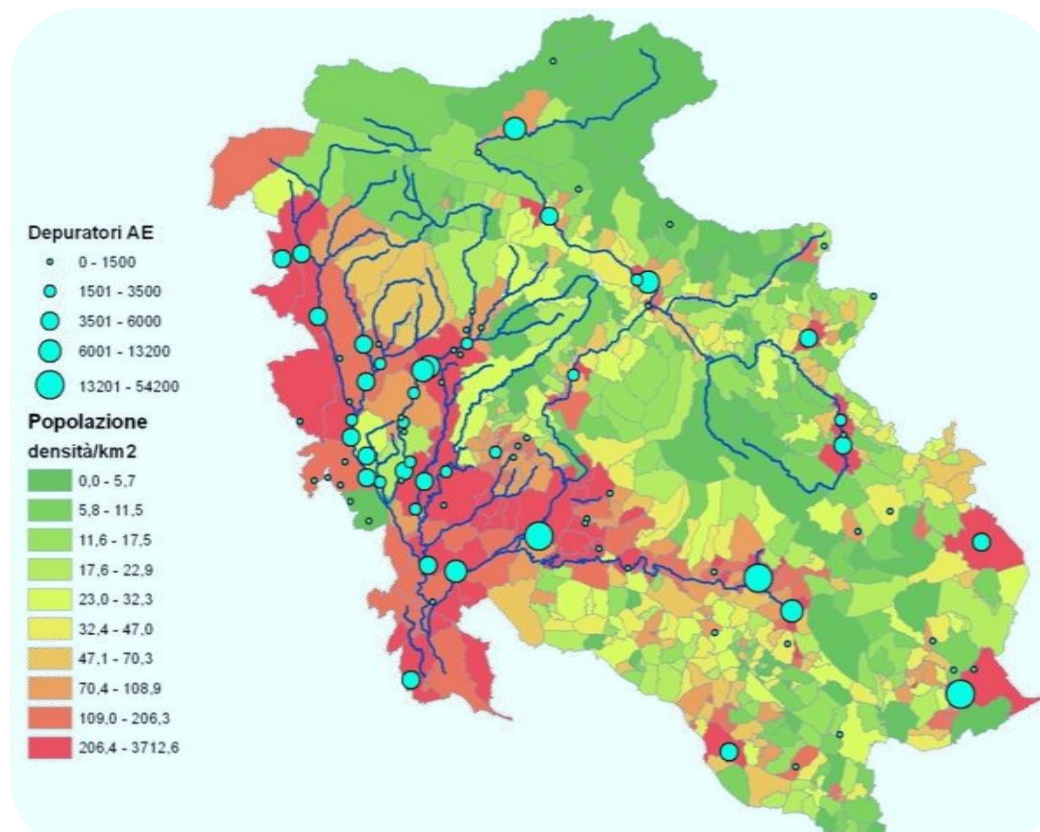 Depuratori AE
0 - 1500
1501 - 3500
3501 - 6000
6001 - 13200
13201 - 54200
Popolazione
densità/km2
0,0 - 5,7
5,8 - 11,5
11,6 - 17,5
17,6 - 22,9
23,0 - 32,3
32,4 - 47,0
47,1 - 70,3
70,4 - 108,9
109,0 - 206,3
206,4 - 3712,6